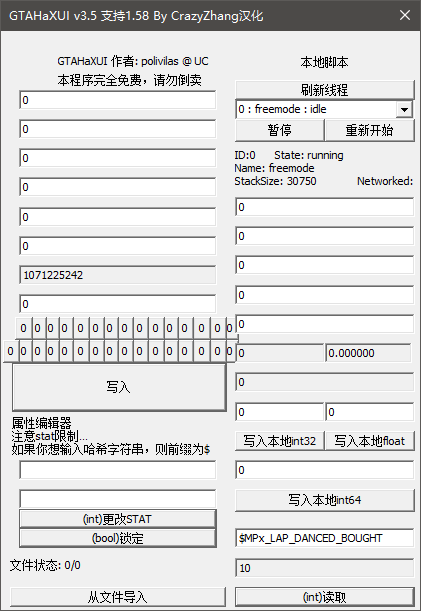 GTAHaXUI v3.5 支持1.58 By CrazyZhang汉化
GTAHaXUI 作者: polivilas @ UC
本程序完全免费，请勿倒卖
0
0
0
0
0
0
1071225242
0
0 0 0 0 0 0 0 0 0 0 0 0 0 0
0 0 0 0 0 0 0 0 0 0 0 0 0 0 0
写入
属性编辑器
注意stat限制...
如果你想输入哈希字符串，则前缀为$
(int)更改STAT
(bool)锁定
文件状态: 0/0
从文件导入
本地脚本
刷新线程
0 : freemode : idle
暂停 重新开始
ID:0 State: running
Name: freemode
StackSize: 30750 Networked:
0
0
0
0
0
0 0.000000
0
0 0
写入本地int32 写入本地float
0
写入本地int64
$MPx_LAP_DANCED_BOUGHT
10
(int)读取